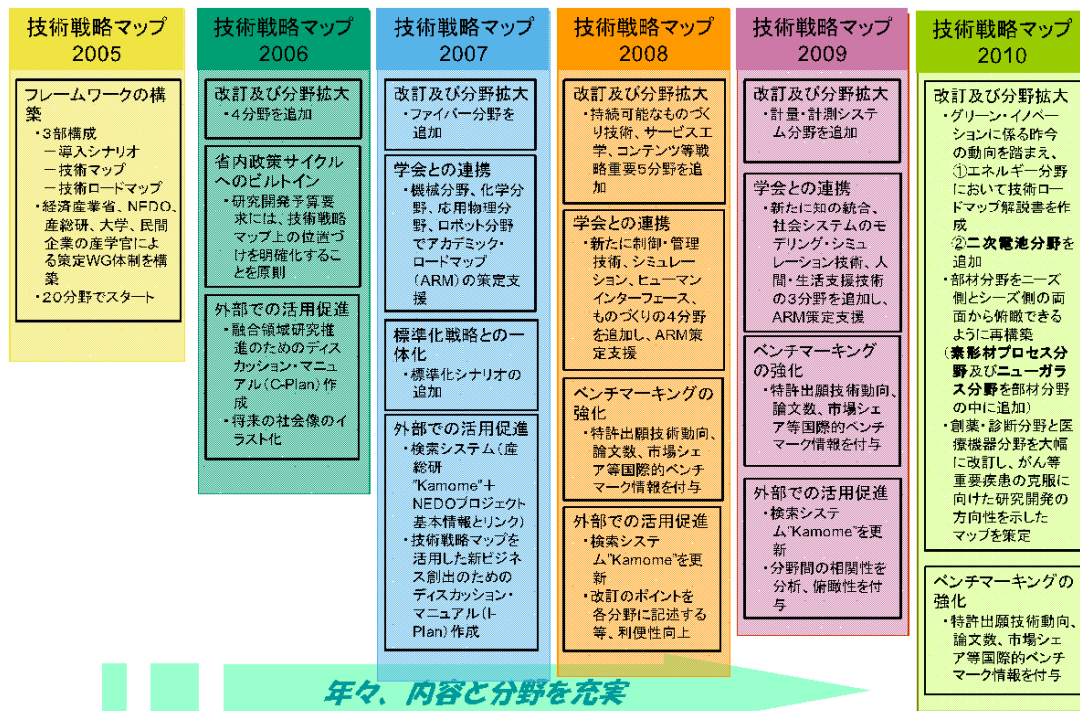 技術戦略マップ
2005
フレームワークの構
築
・3部構成
－導入シナリオ
－技術マップ
－技術ロードマップ
・経済産業省、NEDO、
産総研、大学、民間
企業の産学官によ
る策定WG体制を構
築
・20分野でスタート
技術戦略マップ
2006
改訂及び分野拡大
・4分野を追加
省内政策サイクル
へのビルトイン
・研究開発予算要
求には、技術戦略
マップ上の位置づ
けを明確化するこ
とを原則
外部での活用促進
・融合領域研究推
進のためのディス
カッション・マニュ
アル(C-Plan)作
成
・将来の社会像のイ
ラスト化
技術戦略マップ
2007
改訂及び分野拡大
・ファイバー分野を
追加
学会との連携
・機械分野、化学分
野、応用物理分
野、ロボット分野
でアカデミック・
ロードマップ
(ARM)の策定支
援
標準化戦略との一
体化
・標準化シナリオの
追加
外部での活用促進
・検索システム(産
総研
"Kamome"＋
NEDOプロジェクト
基本情報とリンク)
・技術戦略マップを
活用した新ビジネ
ス創出のための
ディスカッション・
マニュアル(I-
Plan)作成
技術戦略マップ
2008
改訂及び分野拡大
・持続可能なものづく
り技術、サービス工
学、コンテンツ等戦
略重要5分野を追
加
学会との連携
・新たに制御・管理
技術、シミュレー
ション、ヒューマン
インターフェース、
ものづくりの4分野
を追加し、ARM策
定支援
ベンチマーキングの
強化
・特許出願技術動向、
論文数、市場シェ
ア等国際的ベンチ
マーク情報を付与
外部での活用促進
・検索システ
ム"Kamome"を更
新
・改訂のポイントを
各分野に記述する
等、利便性向上
技術戦略マップ
2009
改訂及び分野拡大
・計量・計測システ
ム分野を追加
学会との連携
・新たに知の統合、
社会システムのモ
デリング・シミュ
レーション技術、人
間・生活支援技術
の3分野を追加し、
ARM策定支援
ベンチマーキング
の強化
・特許出願技術動向、
論文数、市場シェ
ア等国際的ベンチ
マーク情報を付与
外部での活用促進
・検索システ
ム"Kamome"を更
新
・分野間の相関性を
分析、俯瞰性を付
与
技術戦略マップ
2010
改訂及び分野拡大
・グリーン・イノベー
ションに係る昨今
の動向を踏まえ、
①エネルギー分野
において技術ロー
ドマップ解説書を作
成
②二次電池分野を
追加
・部材分野をニーズ
側とシーズ側の両
面から俯瞰できる
ように再構築
(素形材プロセス分
野及びニューガラ
ス分野を部材分野
の中に追加)
・創薬・診断分野と医
療機器分野を大幅
に改訂し、がん等
重要疾患の克服に
向けた研究開発の
方向性を示した
マップを策定
ベンチマーキングの
強化
・特許出願技術動向、
論文数、市場シェ
ア等国際的ベンチ
マーク情報を付与
年々、内容と分野を充実